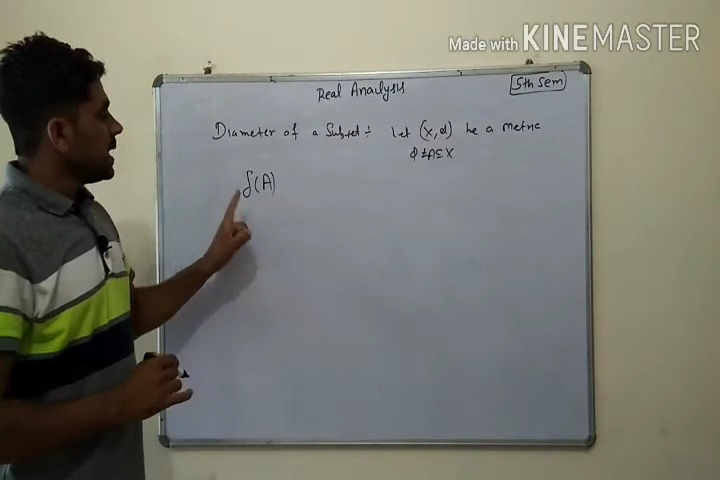 Made with KINEMASTER
Real Analysis
5th Sem
Diameter of a Subset ÷ Let (X, d) be a Metric
Φ ≠ A ⊆ X
δ(A)